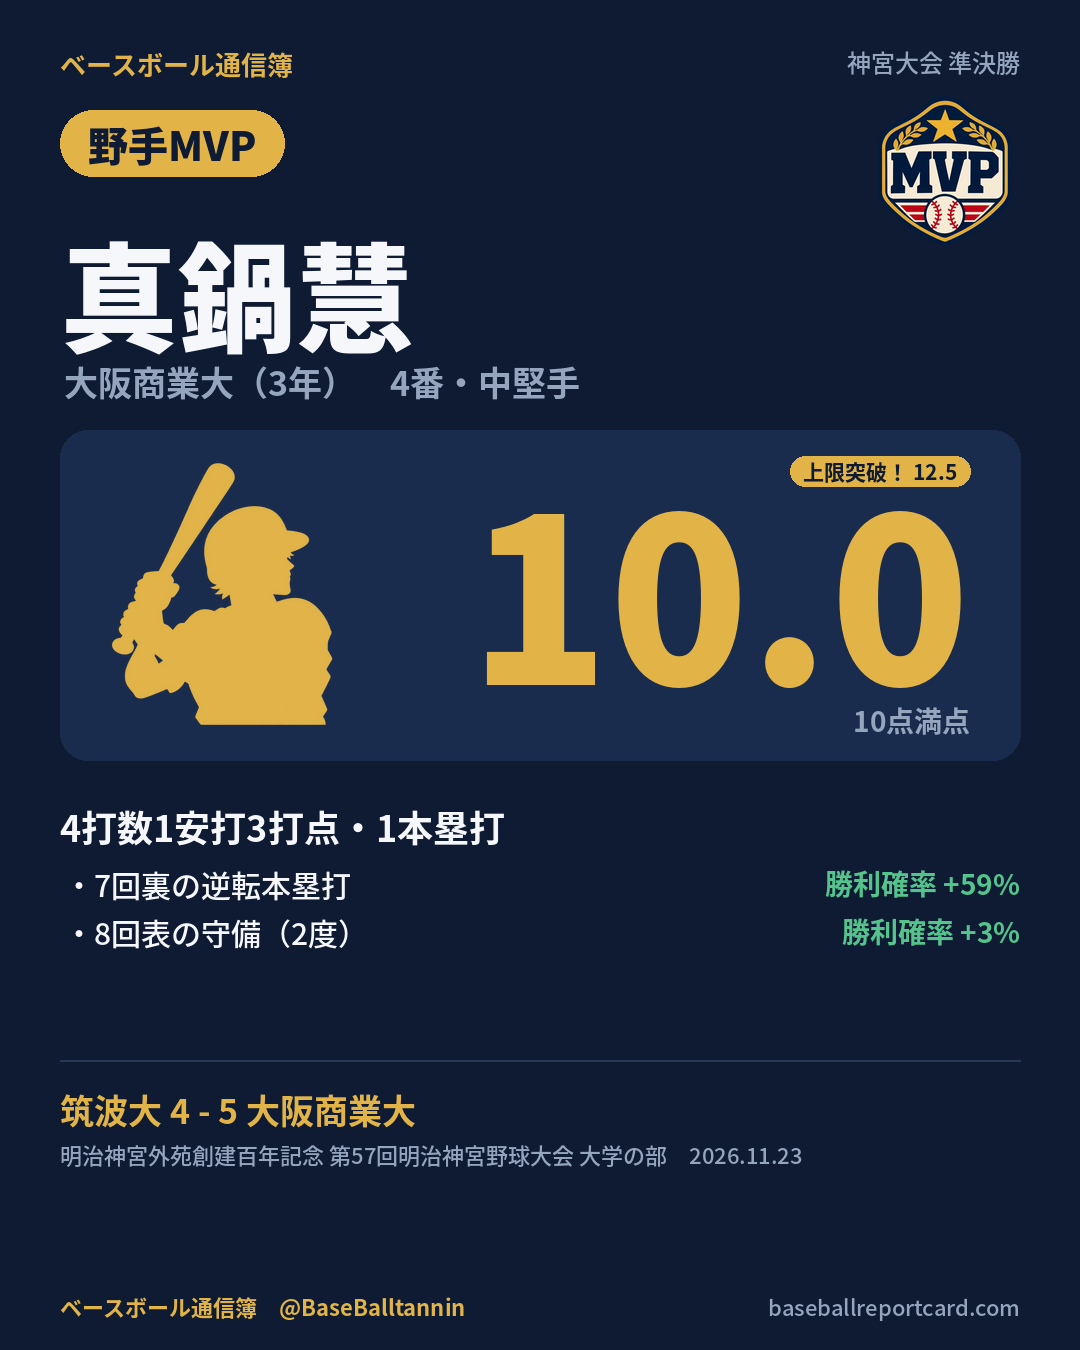 ベースボール通信簿
神宮大会 準決勝
野手MVP
MVP
真鍋慧
大阪商業大（3年）　4番・中堅手
上限突破！ 12.5
10.0
10点満点
4打数1安打3打点・1本塁打
・7回裏の逆転本塁打　勝利確率 +59%
・8回表の守備（2度）　勝利確率 +3%
筑波大 4 - 5 大阪商業大
明治神宮外苑創建百年記念 第57回明治神宮野球大会 大学の部　2026.11.23
ベースボール通信簿　@BaseBalltannin
baseballreportcard.com